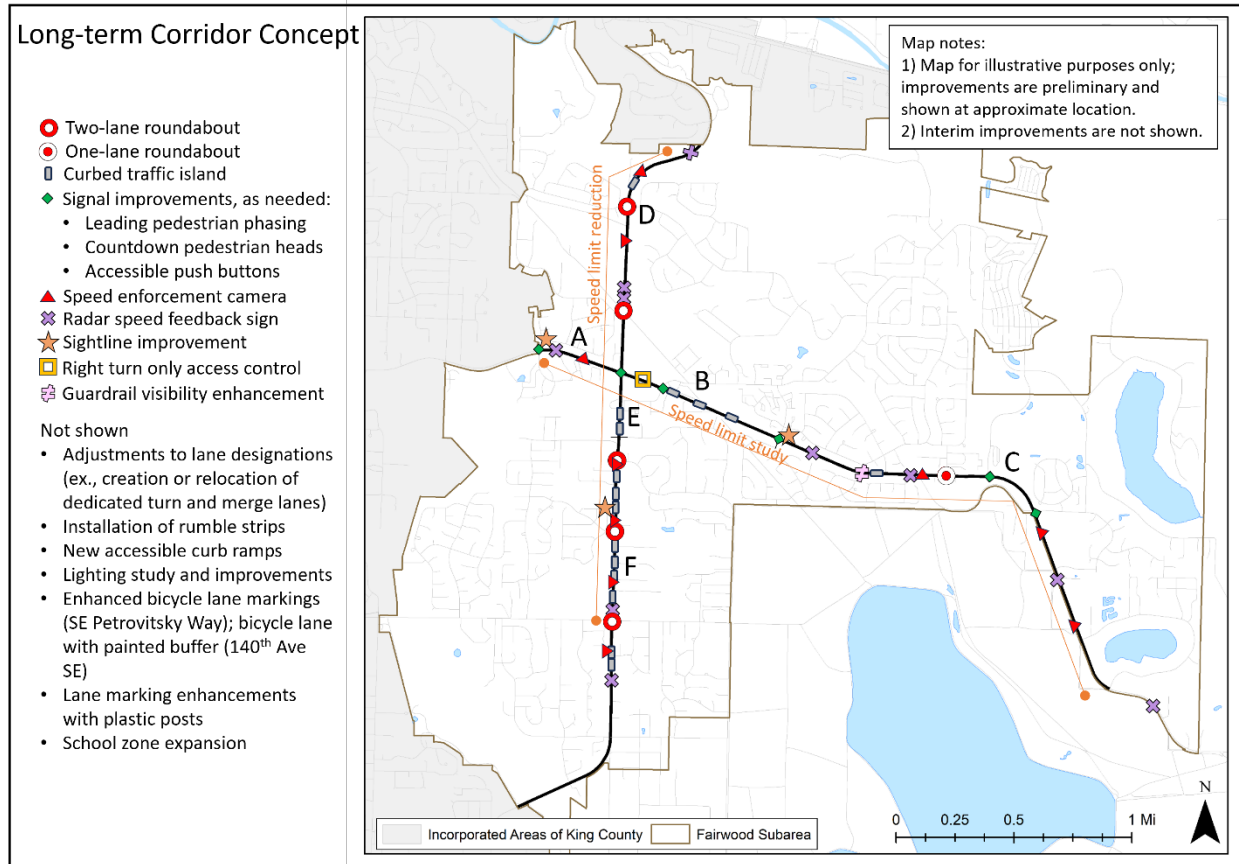 Long-term Corridor Concept
Two-lane roundabout
One-lane roundabout
Curbed traffic island
Signal improvements, as needed:
• Leading pedestrian phasing
• Countdown pedestrian heads
• Accessible push buttons
Speed enforcement camera
Radar speed feedback sign
Sightline improvement
Right turn only access control
Guardrail visibility enhancement
Not shown
• Adjustments to lane designations
(ex., creation or relocation of
dedicated turn and merge lanes)
• Installation of rumble strips
• New accessible curb ramps
• Lighting study and improvements
• Enhanced bicycle lane markings
(SE Petrovitsky Way); bicycle lane
with painted buffer (140th Ave
SE)
• Lane marking enhancements
with plastic posts
• School zone expansion
Map notes:
1) Map for illustrative purposes only;
improvements are preliminary and
shown at approximate location.
2) Interim improvements are not shown.
D
Speed limit reduction
A
B
E
Speed limit study
C
F
N
0 0.25 0.5 1 Mi
Incorporated Areas of King County
Fairwood Subarea